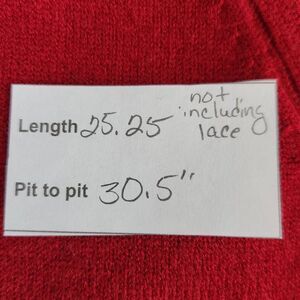 not
including
Length 25.25 lace
Pit to pit 30.5"